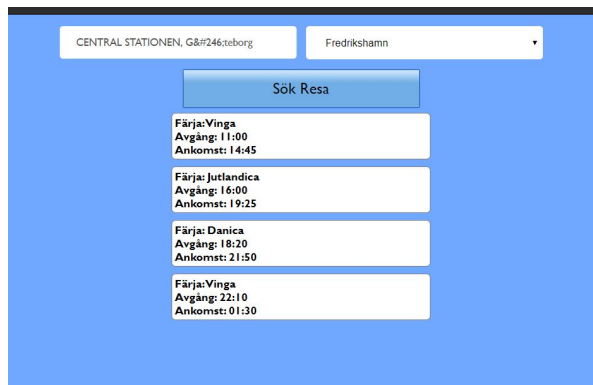 CENTRAL STATIONEN, G&#246;teborg
Fredrikshamn
Sök Resa
Färja:Vinga
Avgång: 11:00
Ankomst: 14:45
Färja: Jutlandica
Avgång: 16:00
Ankomst: 19:25
Färja: Danica
Avgång: 18:20
Ankomst: 21:50
Färja:Vinga
Avgång: 22:10
Ankomst: 01:30